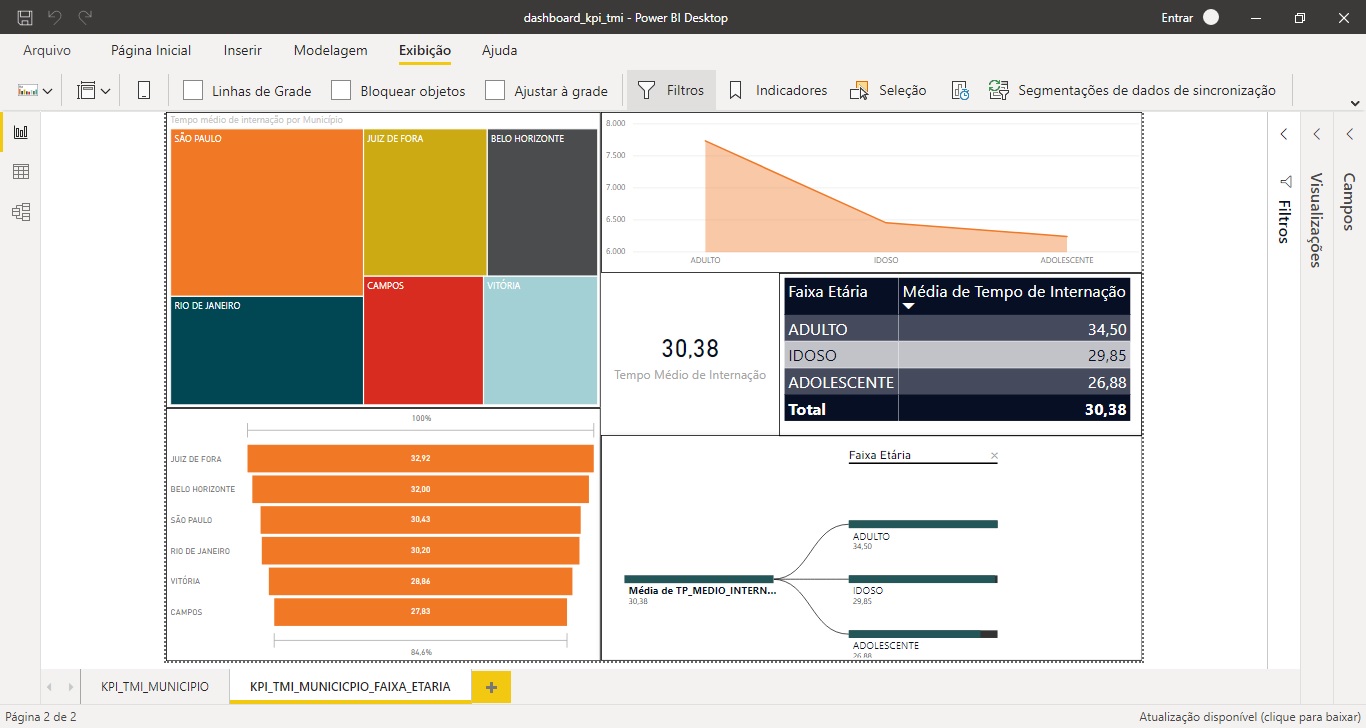 dashboard_kpi_tmi - Power BI Desktop
Entrar
Arquivo
Página Inicial
Inserir
Modelagem
Exibição
Ajuda
Linhas de Grade
Bloquear objetos
Ajustar à grade
Filtros
Indicadores
Seleção
Segmentações de dados de sincronização
Tempo médio de internação por Município
SÃO PAULO
JUIZ DE FORA
BELO HORIZONTE
RIO DE JANEIRO
CAMPOS
VITÓRIA
8.000
7.500
7.000
6.500
6.000
ADULTO
IDOSO
ADOLESCENTE
30,38
Tempo Médio de Internação
Faixa Etária Média de Tempo de Internação
ADULTO 34,50
IDOSO 29,85
ADOLESCENTE 26,88
Total 30,38
100%
JUIZ DE FORA 32,92
BELO HORIZONTE 32,00
SÃO PAULO 30,43
RIO DE JANEIRO 30,20
VITÓRIA 28,86
CAMPOS 27,83
84,6%
Faixa Etária ×
Média de TP_MEDIO_INTERN...
30,38
ADULTO
34,50
IDOSO
29,85
ADOLESCENTE
26,88
Filtros
Visualizações
Campos
KPI_TMI_MUNICIPIO
KPI_TMI_MUNICICPIO_FAIXA_ETARIA
Página 2 de 2
Atualização disponível (clique para baixar)